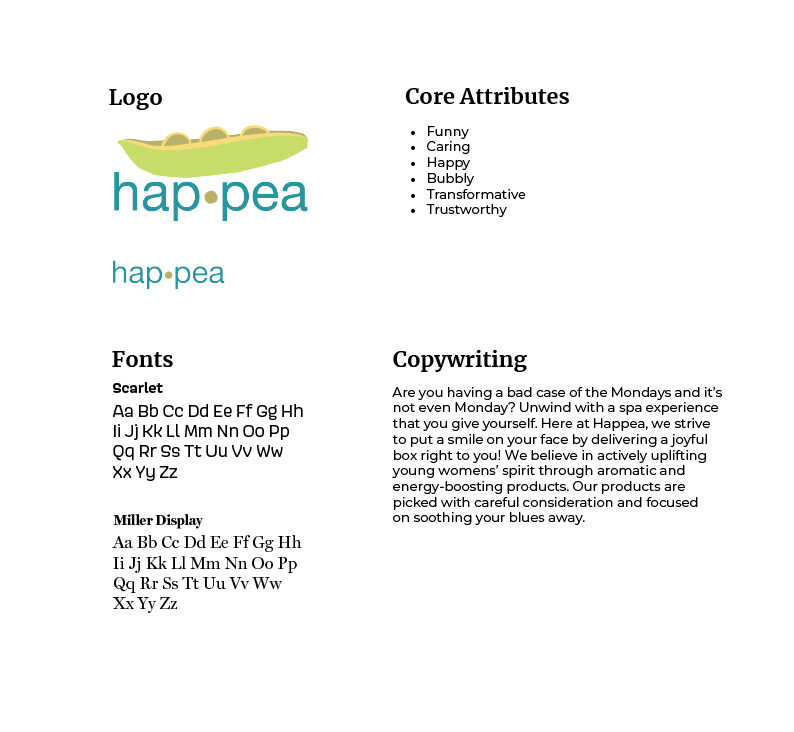 Logo
hap•pea
hap•pea
Core Attributes
• Funny
• Caring
• Happy
• Bubbly
• Transformative
• Trustworthy
Fonts
Scarlet
Aa Bb Cc Dd Ee Ff Gg Hh
Ii Jj Kk Ll Mm Nn Oo Pp
Qq Rr Ss Tt Uu Vv Ww
Xx Yy Zz
Miller Display
Aa Bb Cc Dd Ee Ff Gg Hh
Ii Jj Kk Ll Mm Nn Oo Pp
Qq Rr Ss Tt Uu Vv Ww
Xx Yy Zz
Copywriting
Are you having a bad case of the Mondays and it’s
not even Monday? Unwind with a spa experience
that you give yourself. Here at Happea, we strive
to put a smile on your face by delivering a joyful
box right to you! We believe in actively uplifting
young womens’ spirit through aromatic and
energy-boosting products. Our products are
picked with careful consideration and focused
on soothing your blues away.